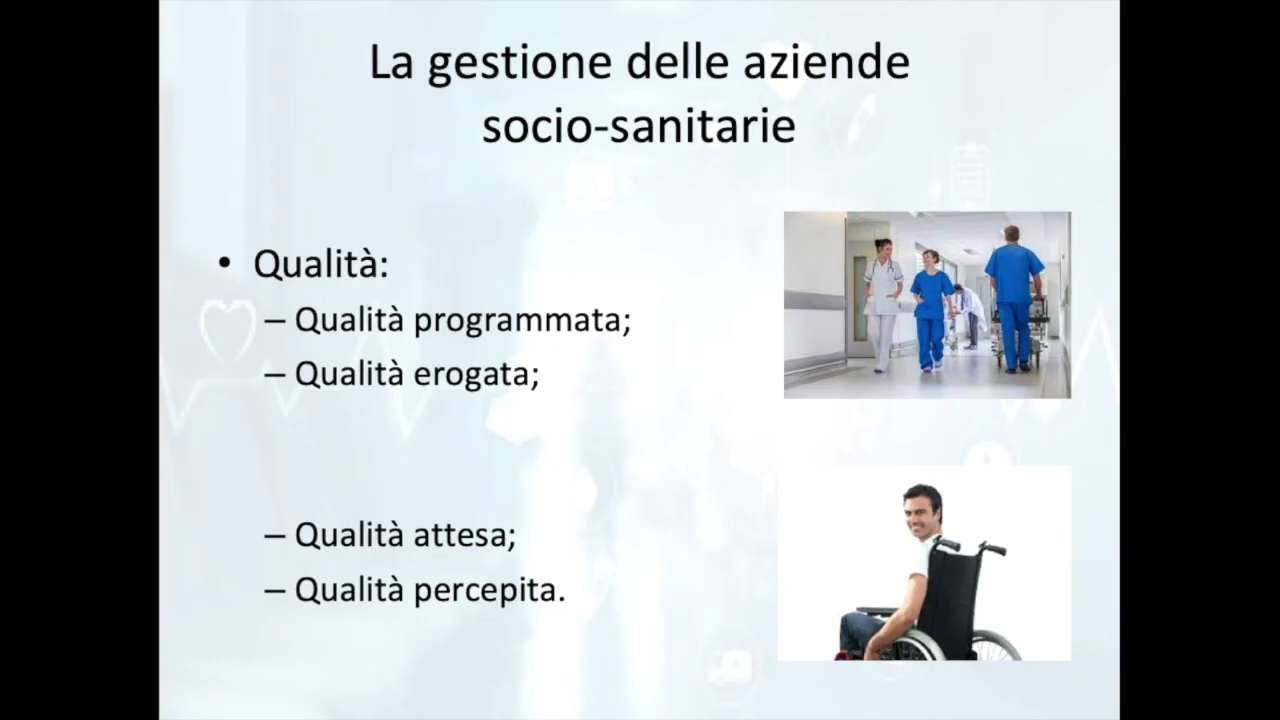 La gestione delle aziende
socio-sanitarie
• Qualità:
– Qualità programmata;
– Qualità erogata;
– Qualità attesa;
– Qualità percepita.